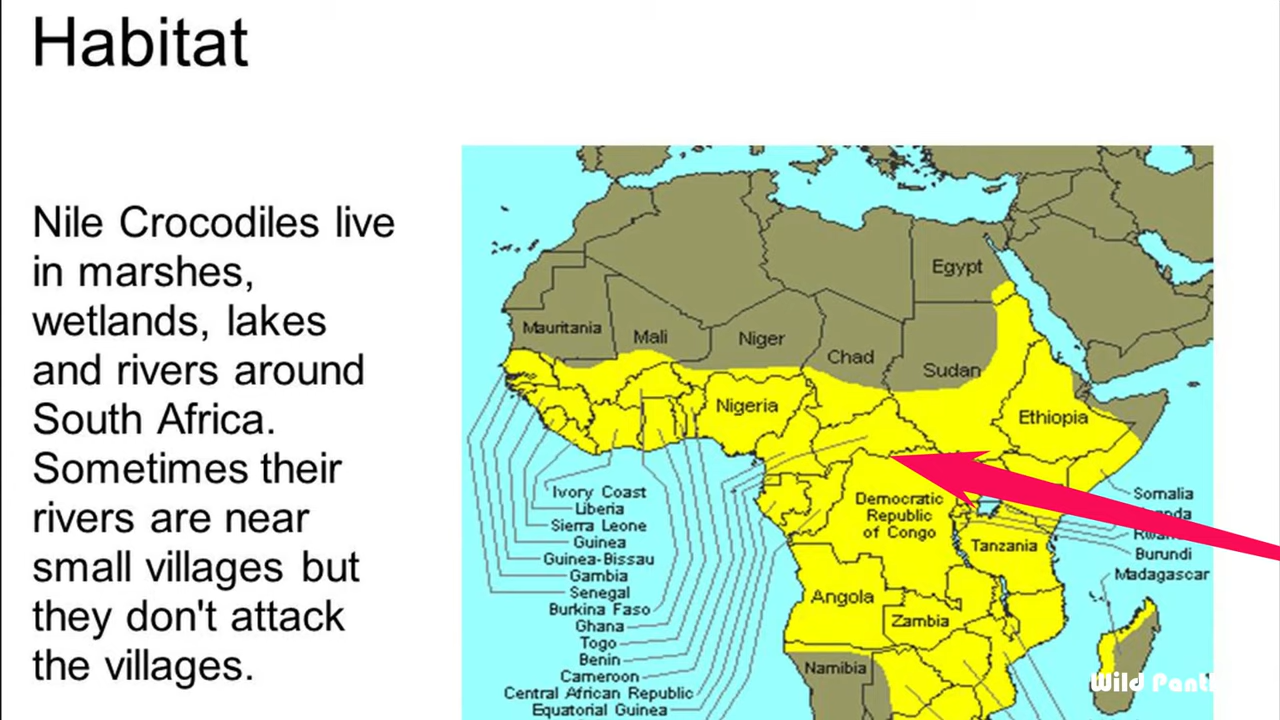 Habitat
Nile Crocodiles live
in marshes,
wetlands, lakes
and rivers around
South Africa.
Sometimes their
rivers are near
small villages but
they don't attack
the villages.
Egypt
Mauritania
Mali
Niger
Chad
Sudan
Nigeria
Ethiopia
Democratic
Republic
of Congo
Tanzania
Angola
Zambia
Namibia
Ivory Coast
Liberia
Sierra Leone
Guinea
Guinea-Bissau
Gambia
Senegal
Burkina Faso
Ghana
Togo
Benin
Cameroon
Central African Republic
Equatorial Guinea
Somalia
Burundi
Madagascar
Wild